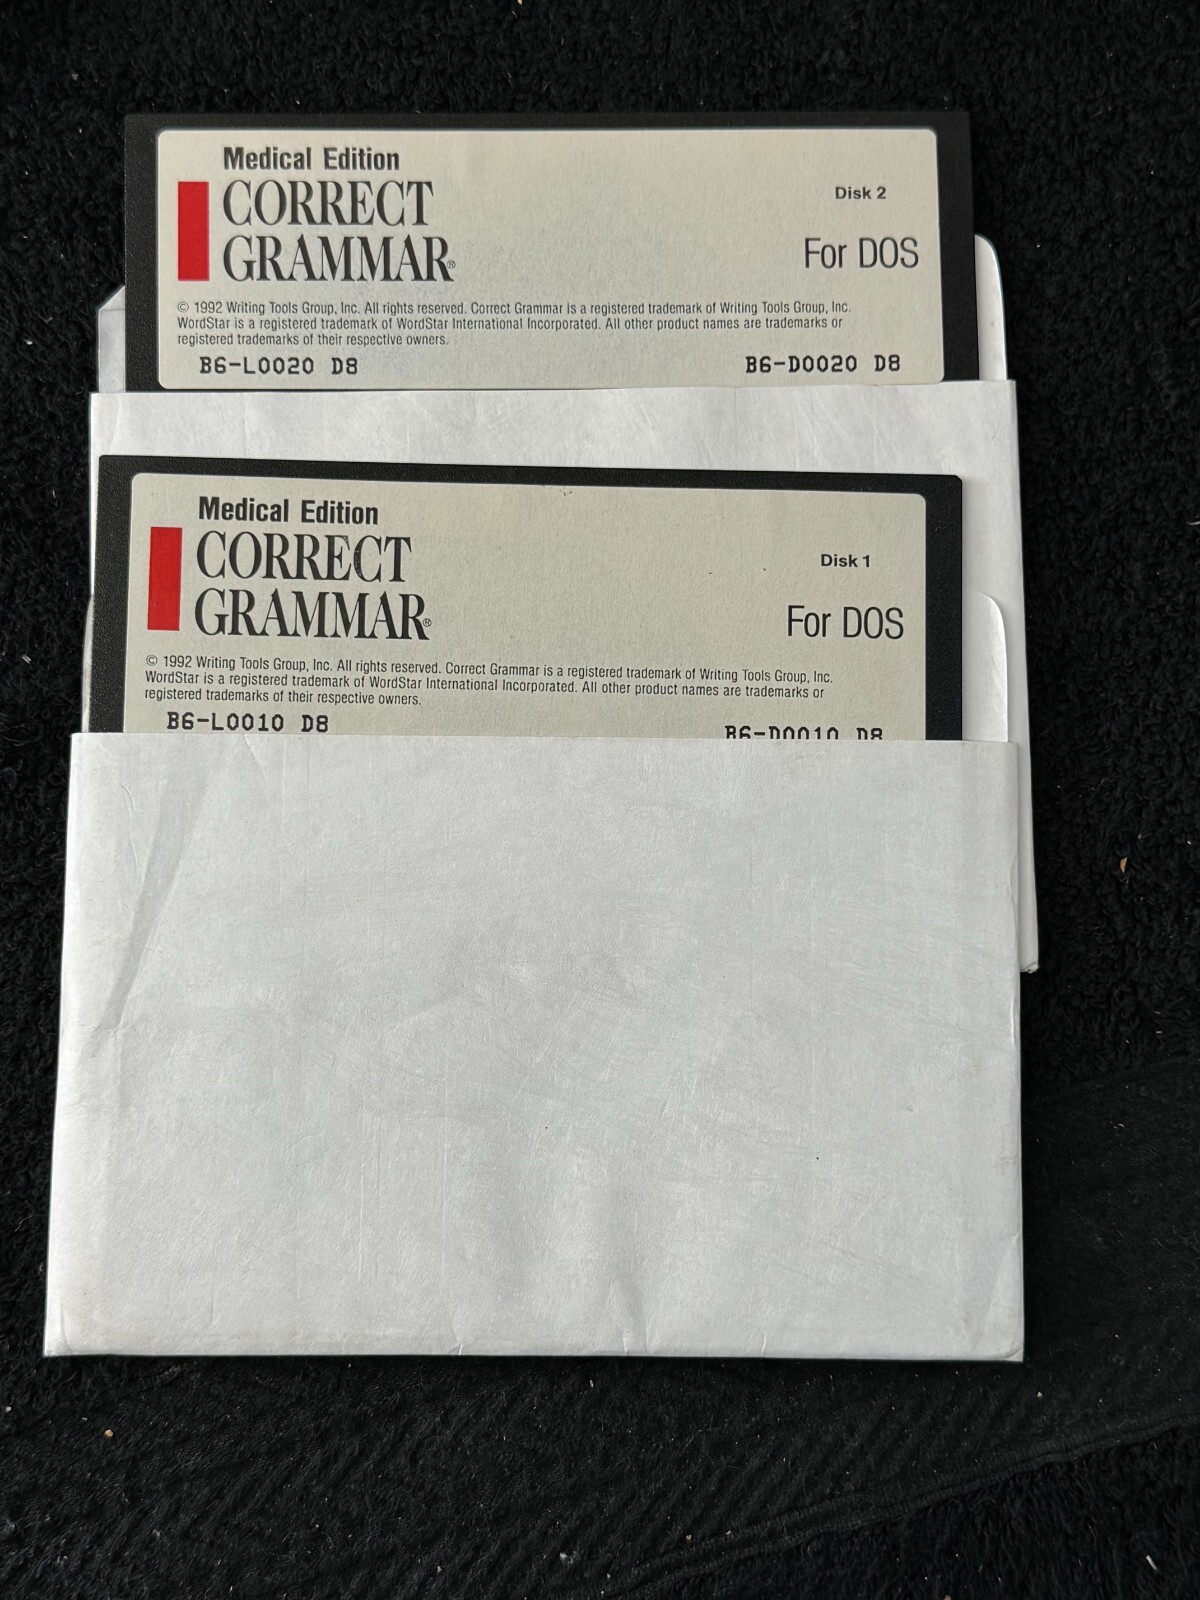 Medical Edition
CORRECT
GRAMMAR®
Disk 2
For DOS
© 1992 Writing Tools Group, Inc. All rights reserved. Correct Grammar is a registered trademark of Writing Tools Group, Inc.
WordStar is a registered trademark of WordStar International Incorporated. All other product names are trademarks or
registered trademarks of their respective owners.
B6-L0020 D8
B6-D0020 D8
Medical Edition
CORRECT
GRAMMAR®
Disk 1
For DOS
© 1992 Writing Tools Group, Inc. All rights reserved. Correct Grammar is a registered trademark of Writing Tools Group, Inc.
WordStar is a registered trademark of WordStar International Incorporated. All other product names are trademarks or
registered trademarks of their respective owners.
B6-L0010 D8
B6-D0010 D8